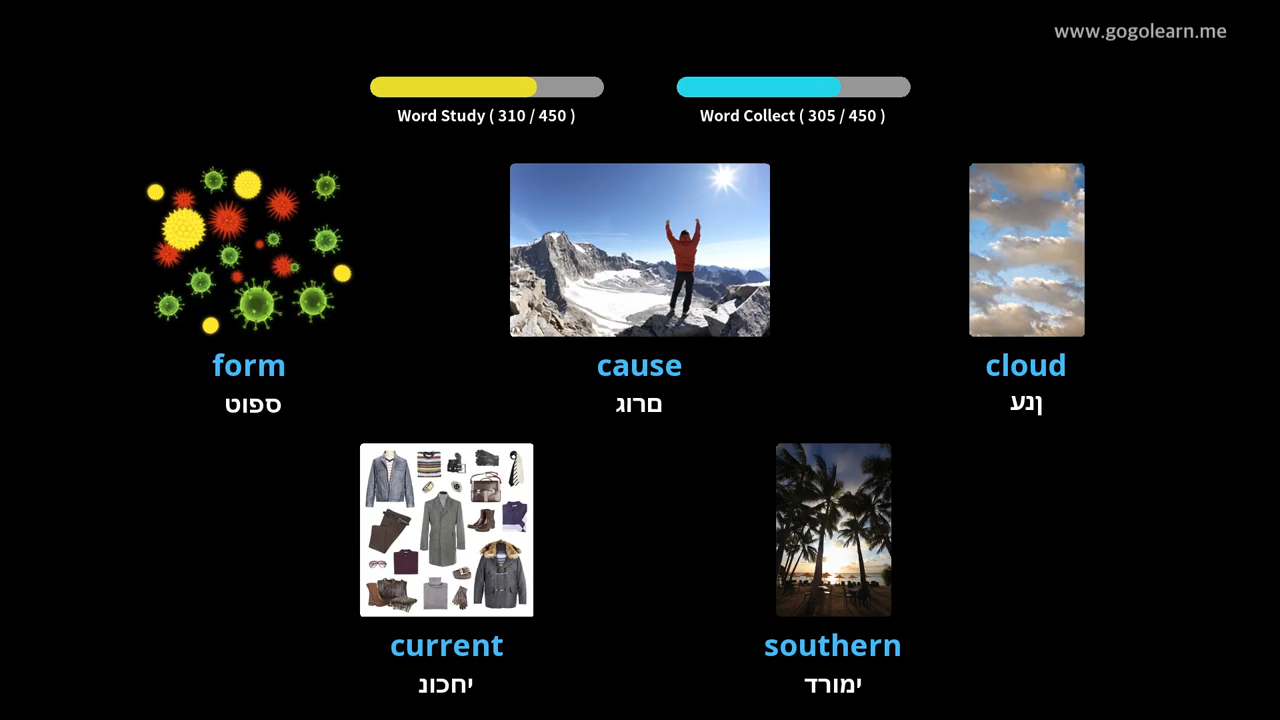 www.gogolearn.me
Word Study ( 310 / 450 )
Word Collect ( 305 / 450 )
form
ספוט
cause
םרוג
cloud
ןנע
current
יחכונ
southern
ימורד